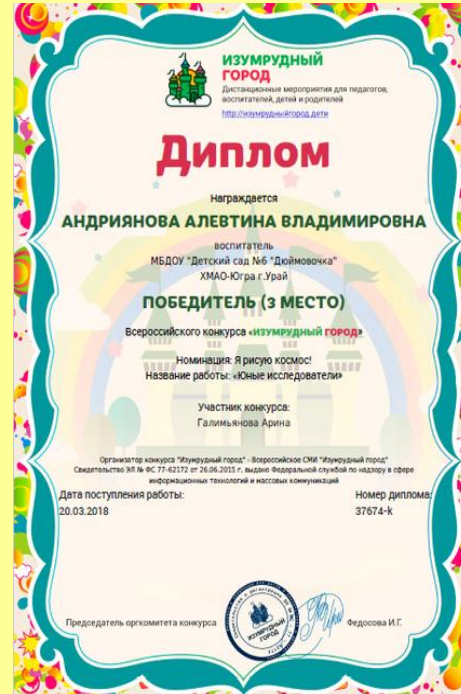 ИЗУМРУДНЫЙ
ГОРОД
Дистанционные мероприятия для педагогов,
воспитателей, детей и родителей
http://изумрудныйгород.дети
Диплом
Награждается
АНДРИЯНОВА АЛЕВТИНА ВЛАДИМИРОВНА
воспитатель
МБДОУ "Детский сад №6 "Дюймовочка"
ХМАО-Югра г.Урай
ПОБЕДИТЕЛЬ (3 МЕСТО)
Всероссийского конкурса «ИЗУМРУДНЫЙ ГОРОД»
Номинация: Я рисую космос!
Название работы: «Юные исследователи»
Участник конкурса:
Галимьянова Арина
Организатор конкурса "Изумрудный город" - Всероссийское СМИ "Изумрудный город"
Свидетельство ЭЛ № ФС 77-62172 от 26.06.2015 г. выдано Федеральной службой по надзору в сфере
информационных технологий и массовых коммуникаций
Дата поступления работы:
20.03.2018
Номер диплома:
37674-k
Председатель оргкомитета конкурса
ИЗУМРУДНЫЙ
ГОРОД
Федосова И.Г.